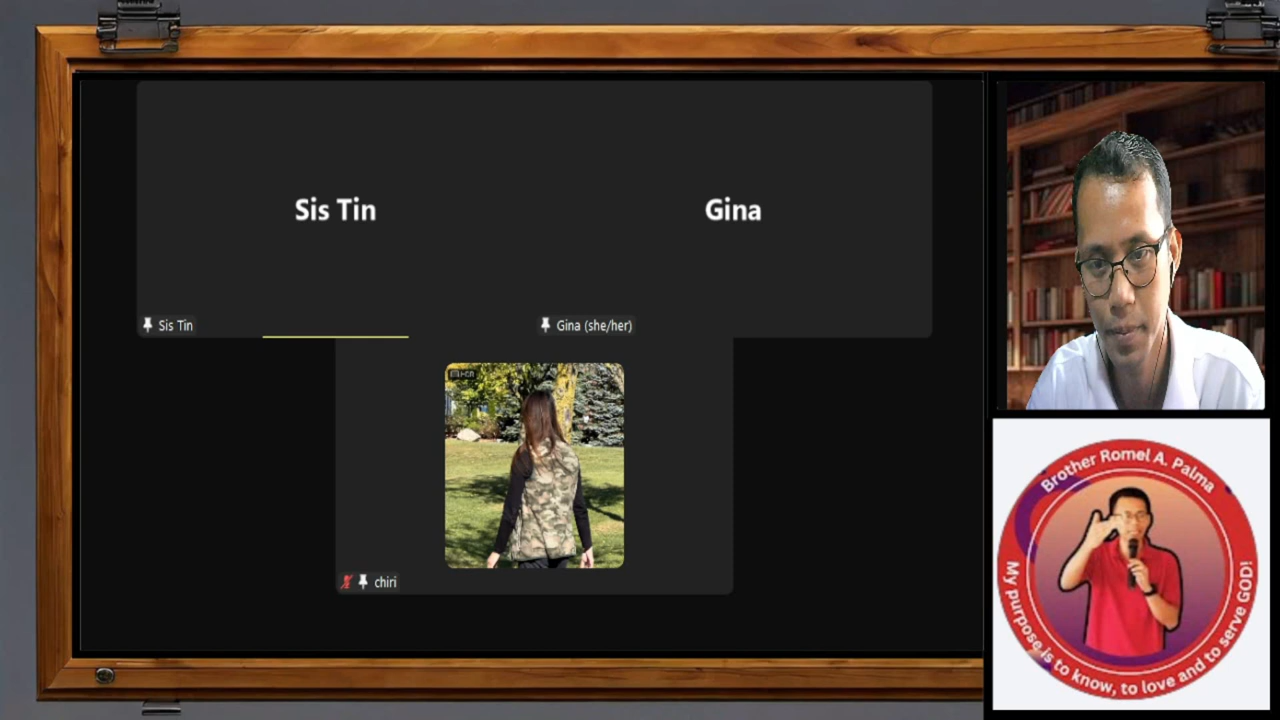 Sis Tin
Gina
Sis Tin
Gina (she/her)
chiri
Brother Romel A. Palma
My purpose is to know, to love and to serve GOD!